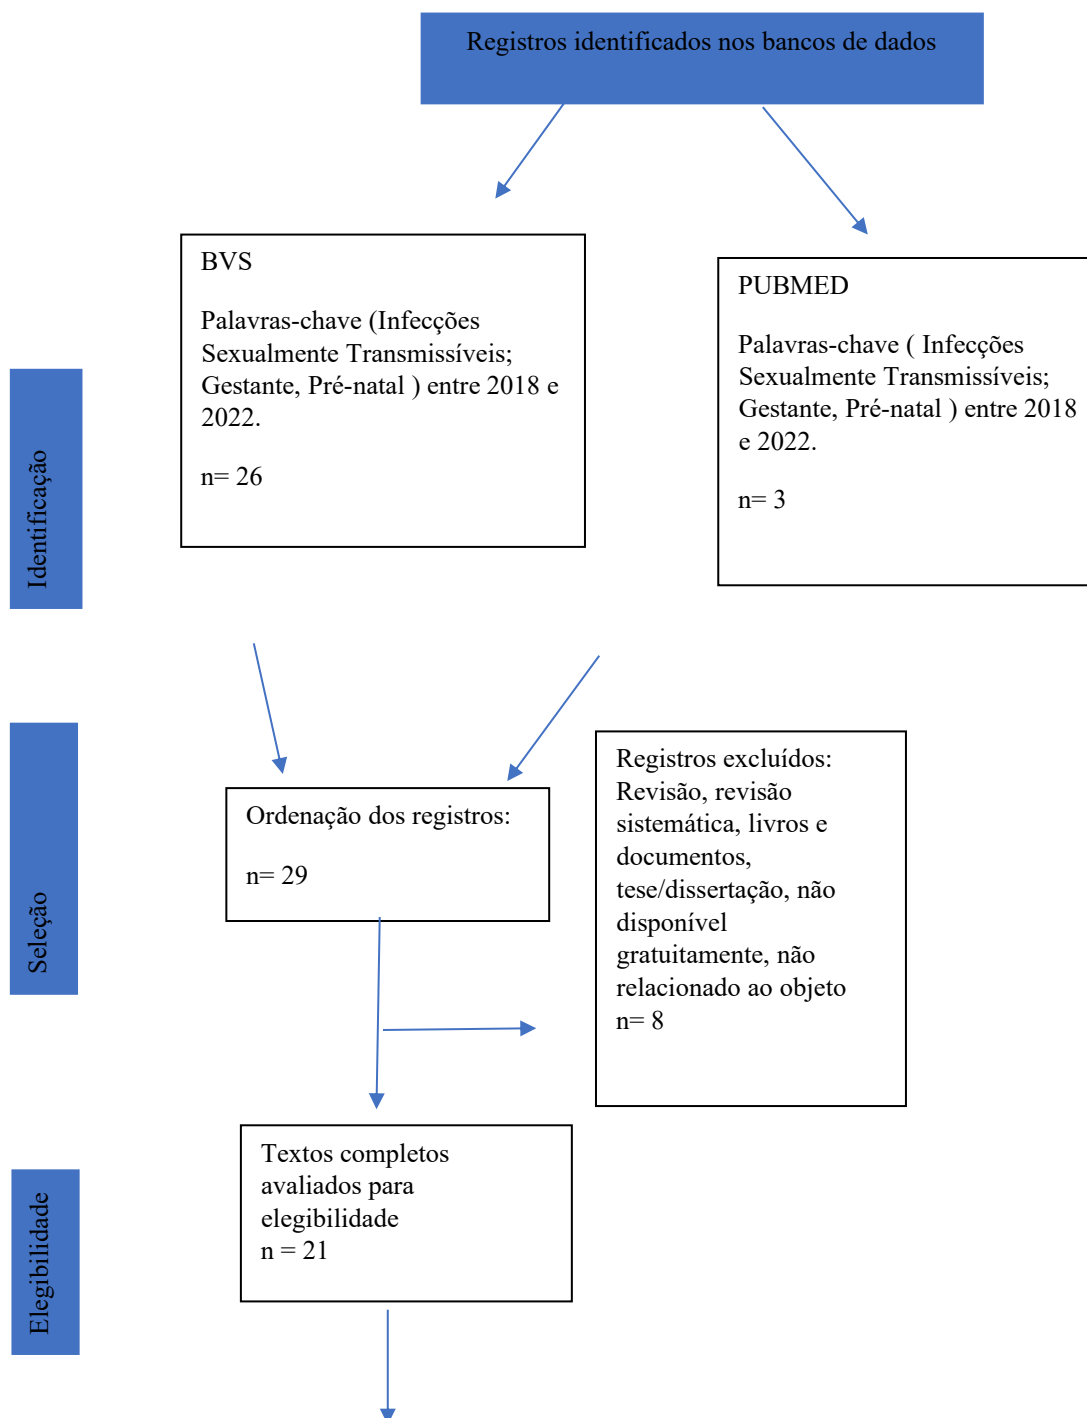 Registros identificados nos bancos de dados
BVS
Palavras-chave (Infecções
Sexualmente Transmissíveis;
Gestante, Pré-natal ) entre 2018 e
2022.
n= 26
PUBMED
Palavras-chave ( Infecções
Sexualmente Transmissíveis;
Gestante, Pré-natal ) entre 2018
e 2022.
n= 3
Identificação
Ordenação dos registros:
n= 29
Registros excluídos:
Revisão, revisão
sistemática, livros e
documentos,
tese/dissertação, não
disponível
gratuitamente, não
relacionado ao objeto
n= 8
Seleção
Textos completos
avaliados para
elegibilidade
n = 21
Elegibilidade